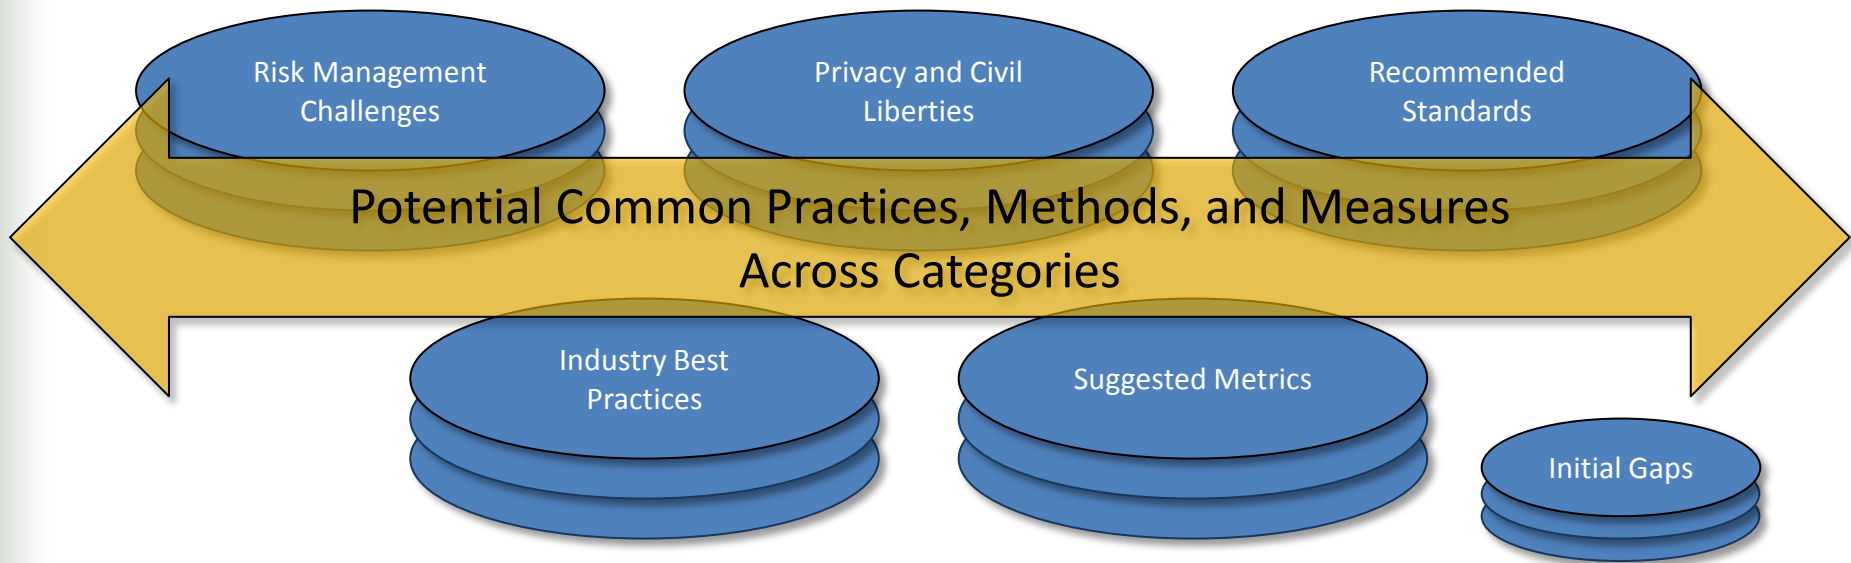 Risk Management
Challenges
Privacy and Civil
Liberties
Recommended
Standards
Potential Common Practices, Methods, and Measures
Across Categories
Industry Best
Practices
Suggested Metrics
Initial Gaps